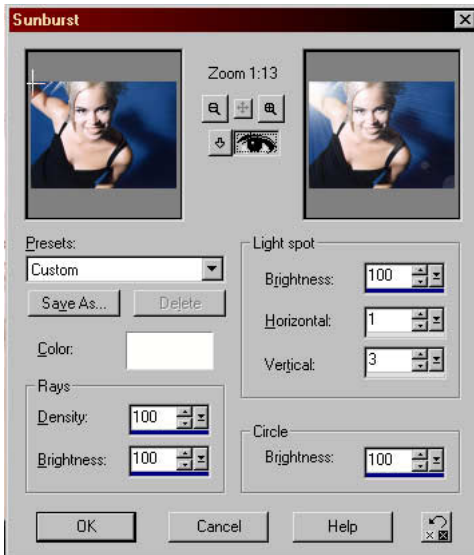 Sunburst
Zoom 1:13
Presets:
Custom
Save As...
Delete
Color:
Rays
Density: 100
Brightness: 100
Light spot
Brightness: 100
Horizontal: 1
Vertical: 3
Circle
Brightness: 100
OK
Cancel
Help